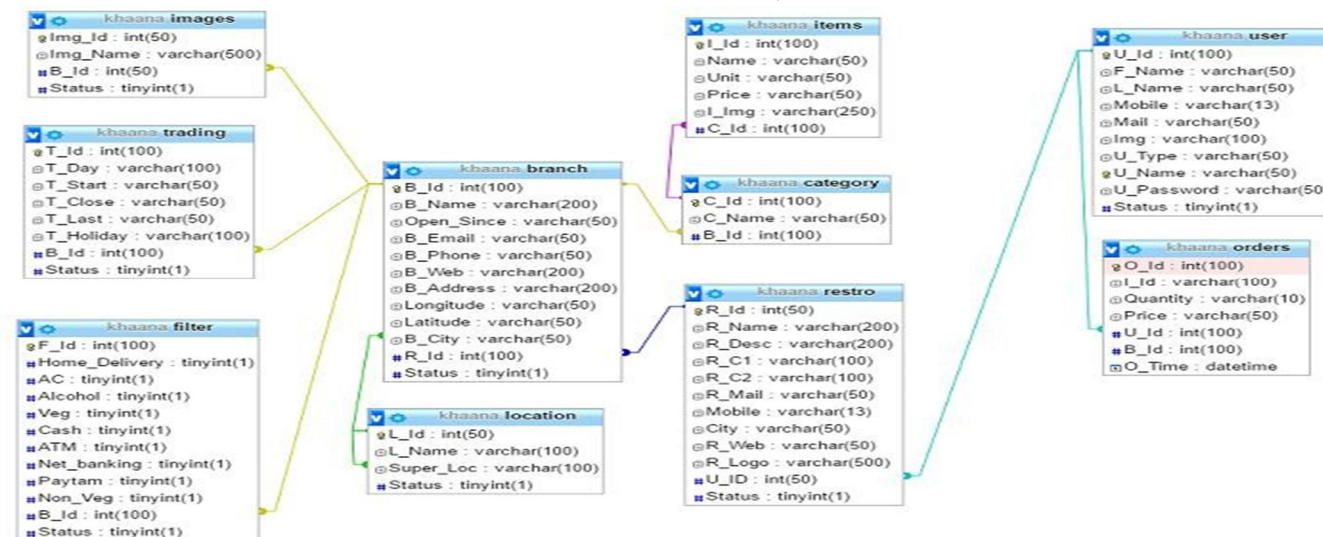 khaana images
Img_Id : int(50)
Img_Name : varchar(500)
B_Id : int(50)
Status : tinyint(1)
khaana trading
T_Id : int(100)
T_Day : varchar(100)
T_Start : varchar(50)
T_Close : varchar(50)
T_Last : varchar(50)
T_Holiday : varchar(100)
B_Id : int(100)
Status : tinyint(1)
khaana filter
F_Id : int(100)
Home_Delivery : tinyint(1)
AC : tinyint(1)
Alcohol : tinyint(1)
Veg : tinyint(1)
Cash : tinyint(1)
ATM : tinyint(1)
Net_banking : tinyint(1)
Paytam : tinyint(1)
Non_Veg : tinyint(1)
B_Id : int(100)
Status : tinyint(1)
khaana branch
B_Id : int(100)
B_Name : varchar(200)
Open_Since : varchar(50)
B_Email : varchar(50)
B_Phone : varchar(50)
B_Web : varchar(200)
B_Address : varchar(200)
Longitude : varchar(50)
Latitude : varchar(50)
B_City : varchar(50)
R_Id : int(100)
Status : tinyint(1)
khaana location
L_Id : int(50)
L_Name : varchar(100)
Super_Loc : varchar(100)
Status : tinyint(1)
khaana items
I_Id : int(100)
Name : varchar(50)
Unit : varchar(50)
Price : varchar(50)
I_Img : varchar(250)
C_Id : int(100)
khaana category
C_Id : int(100)
C_Name : varchar(50)
B_Id : int(100)
khaana restro
R_Id : int(50)
R_Name : varchar(200)
R_Desc : varchar(200)
R_C1 : varchar(100)
R_C2 : varchar(100)
R_Mail : varchar(50)
Mobile : varchar(13)
City : varchar(50)
R_Web : varchar(50)
R_Logo : varchar(500)
U_ID : int(50)
Status : tinyint(1)
khaana user
U_Id : int(100)
F_Name : varchar(50)
L_Name : varchar(50)
Mobile : varchar(13)
Mail : varchar(50)
Img : varchar(100)
U_Type : varchar(50)
U_Name : varchar(50)
U_Password : varchar(50
Status : tinyint(1)
khaana orders
O_Id : int(100)
I_Id : varchar(100)
Quantity : varchar(10)
Price : varchar(50)
U_Id : int(100)
B_Id : int(100)
O_Time : datetime